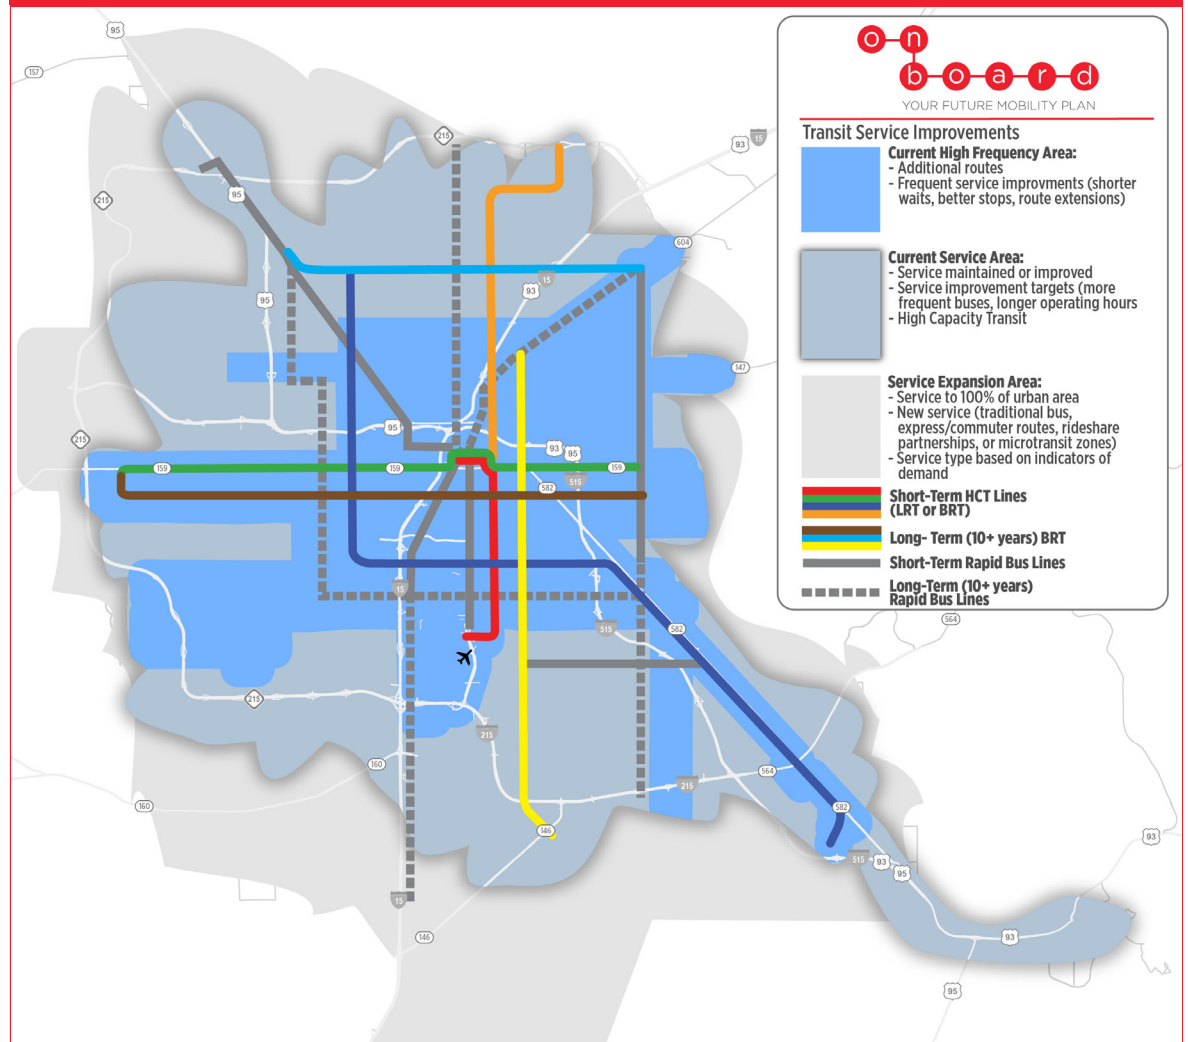 on
board
YOUR FUTURE MOBILITY PLAN
Transit Service Improvements
Current High Frequency Area:
- Additional routes
- Frequent service improvments (shorter
waits, better stops, route extensions)
Current Service Area:
- Service maintained or improved
- Service improvement targets (more
frequent buses, longer operating hours
- High Capacity Transit
Service Expansion Area:
- Service to 100% of urban area
- New service (traditional bus,
express/commuter routes, rideshare
partnerships, or microtransit zones)
- Service type based on indicators of
demand
Short-Term HCT Lines
(LRT or BRT)
Long- Term (10+ years) BRT
Short-Term Rapid Bus Lines
Long-Term (10+ years)
Rapid Bus Lines
95
157
215
93
15
95
215
604
15
93
95
147
95
215
93
95
159
159
159
515
582
15
515
582
564
215
215
160
564
215
160
582
146
93
515
93
95
15
146
93
95